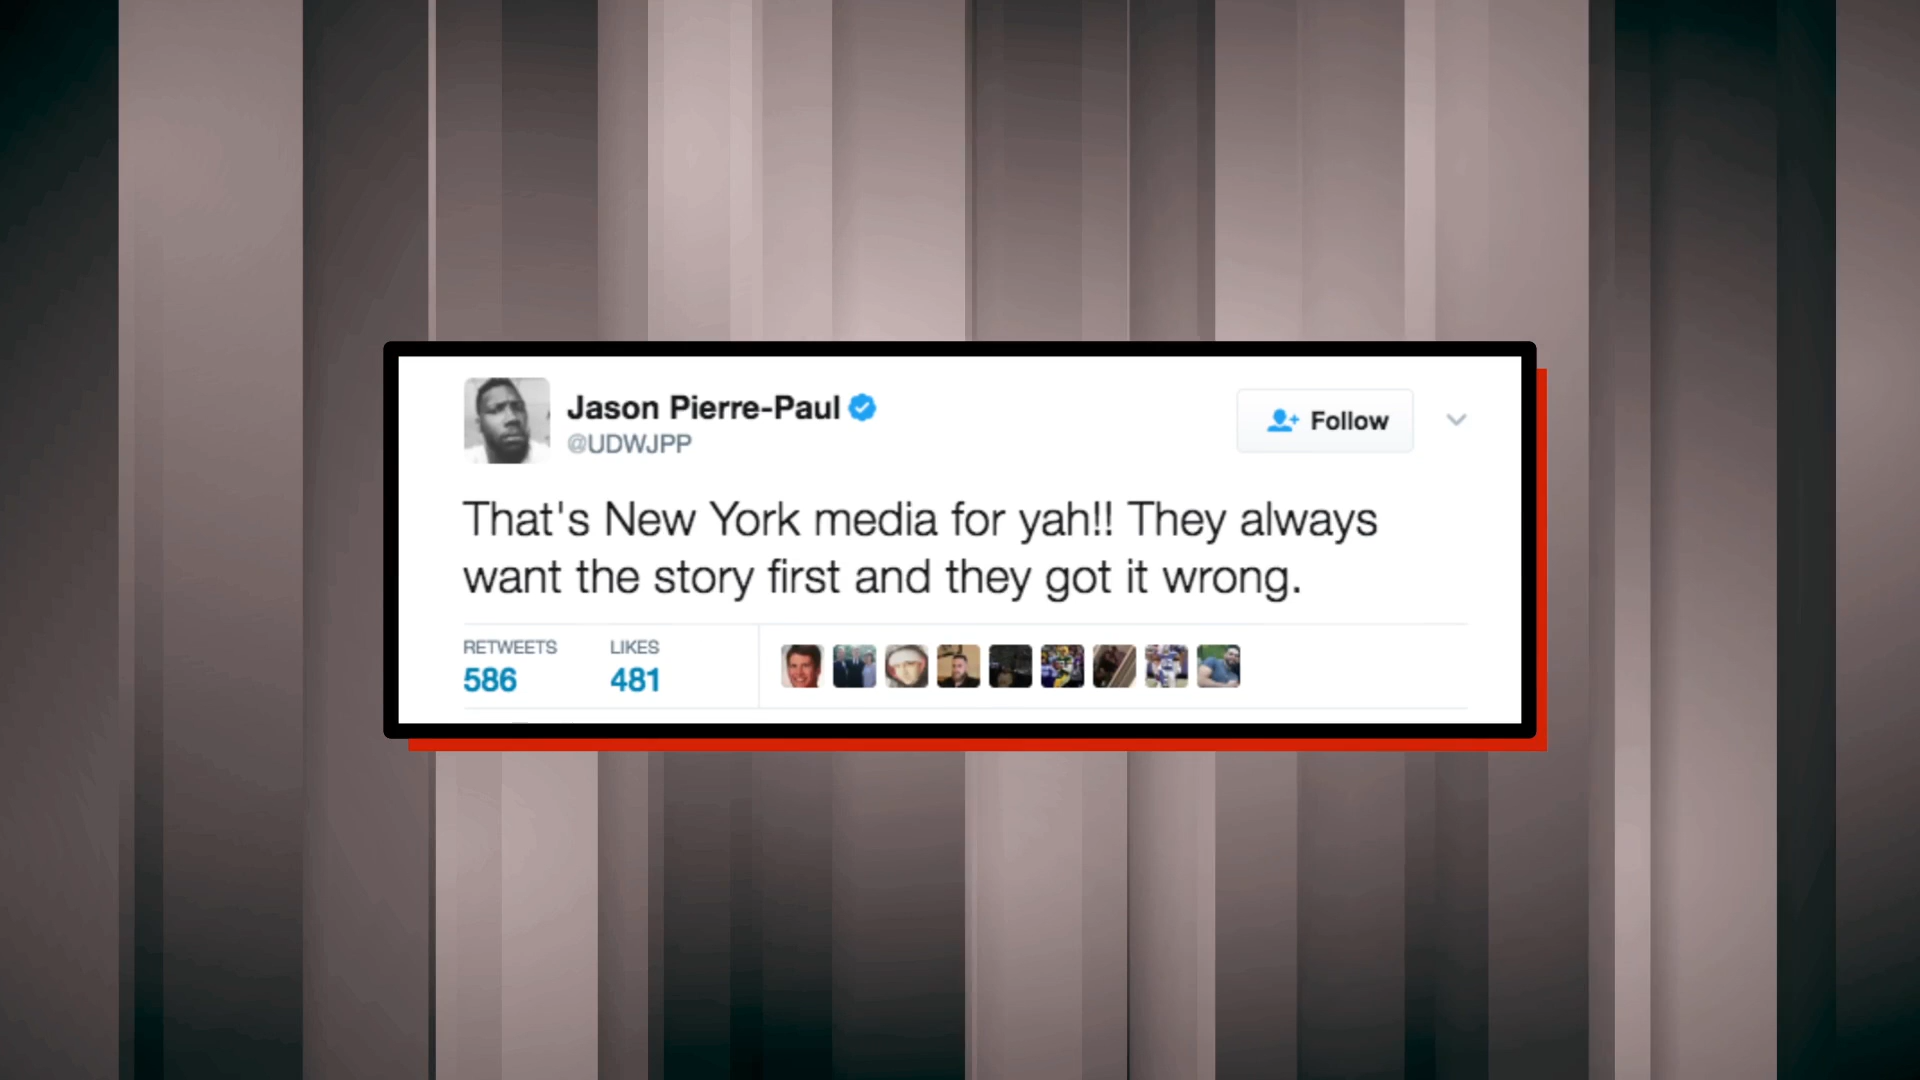 Jason Pierre-Paul
@UDWJPP
Follow
That's New York media for yah!! They always
want the story first and they got it wrong.
RETWEETS LIKES
586 481